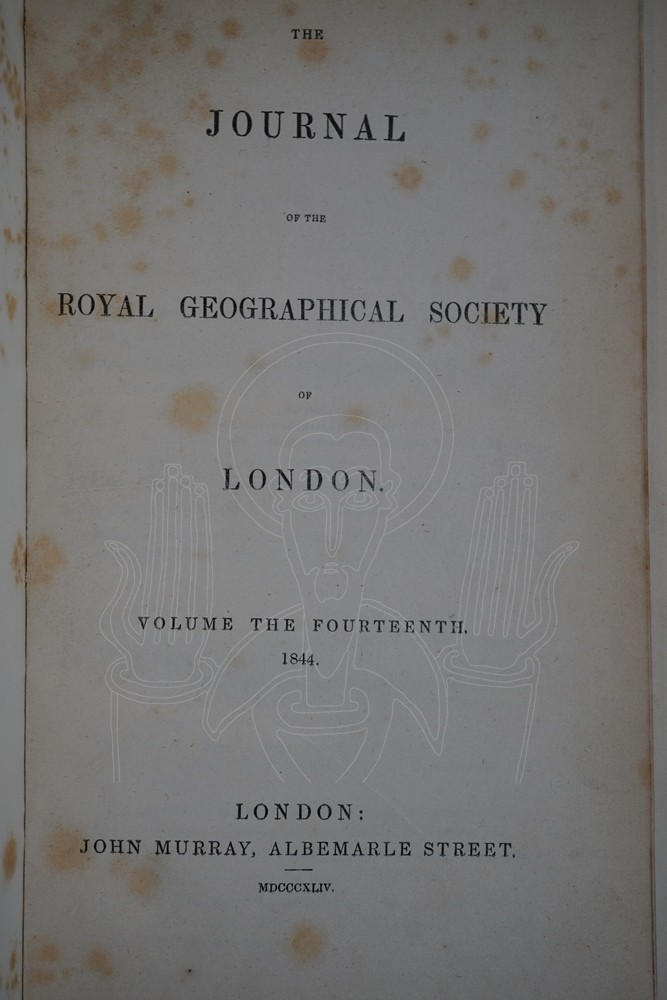 THE
JOURNAL
OF THE
ROYAL GEOGRAPHICAL SOCIETY
OF
LONDON.
VOLUME THE FOURTEENTH.
1844.
LONDON:
JOHN MURRAY, ALBEMARLE STREET.
MDCCCXLIV.